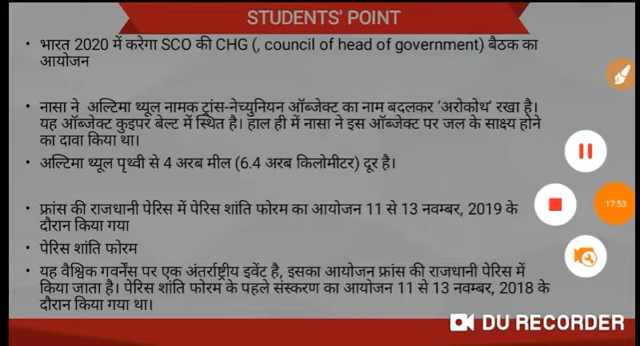 STUDENTS' POINT
• भारत 2020 में करेगा SCO की CHG (, council of head of government) बैठक का
आयोजन
• नासा ने अल्टिमा थ्यूल नामक ट्रांस-नेच्युनियन ऑब्जेक्ट का नाम बदलकर ‘अरोकोथ’ रखा है।
यह ऑब्जेक्ट कुइपर बेल्ट में स्थित है। हाल ही में नासा ने इस ऑब्जेक्ट पर जल के साक्ष्य होने
का दावा किया था।
• अल्टिमा थ्यूल पृथ्वी से 4 अरब मील (6.4 अरब किलोमीटर) दूर है।
• फ्रांस की राजधानी पेरिस में पेरिस शांति फोरम का आयोजन 11 से 13 नवम्बर, 2019 के
दौरान किया गया
17:53
• पेरिस शांति फोरम
• यह वैश्विक गवर्नेंस पर एक अंतर्राष्ट्रीय इवेंट है, इसका आयोजन फ्रांस की राजधानी पेरिस में
किया जाता है। पेरिस शांति फोरम के पहले संस्करण का आयोजन 11 से 13 नवम्बर, 2018 के
दौरान किया गया था।
DU RECORDER